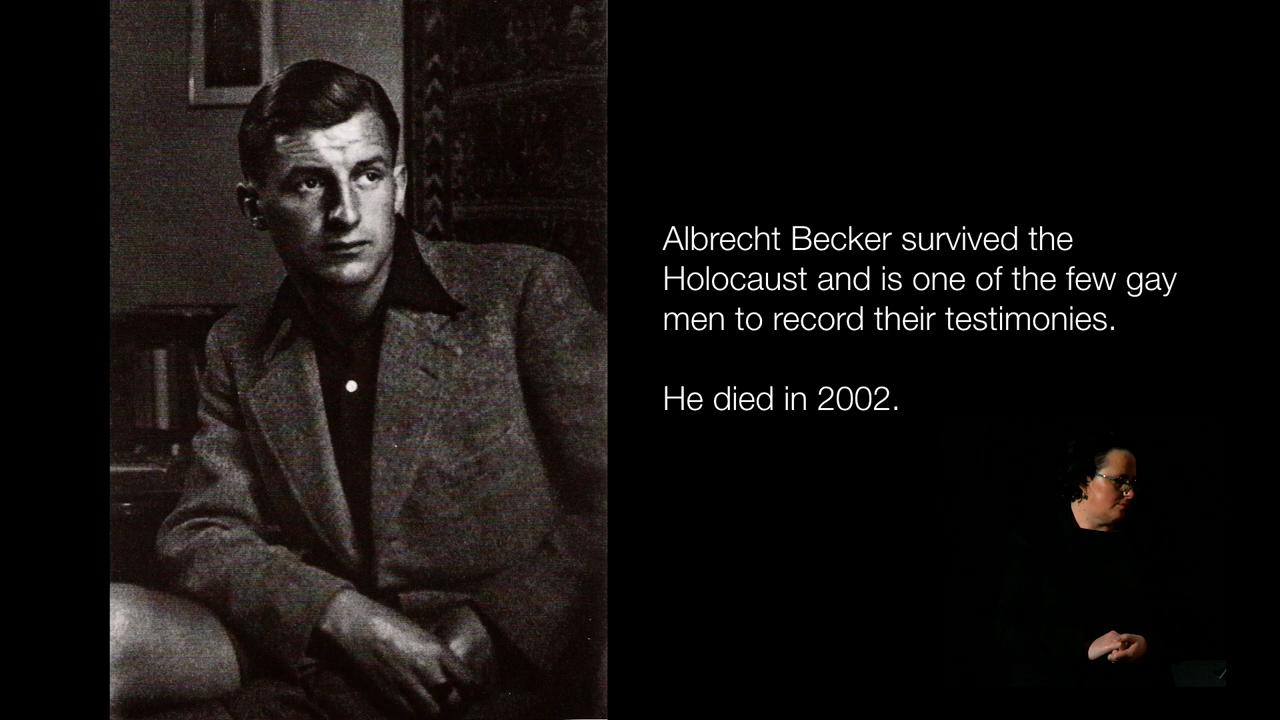 Albrecht Becker survived the
Holocaust and is one of the few gay
men to record their testimonies.
He died in 2002.